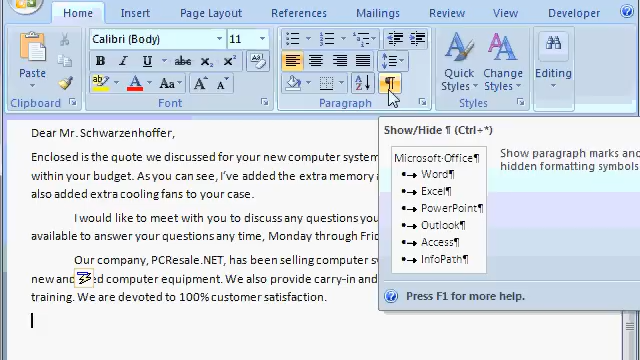 Home Insert Page Layout References Mailings Review View Developer
Calibri (Body) 11
Paste
B I U abe x₂ x² Aa
ab A
A Z
¶
Quick Styles
Change Styles
Editing
Clipboard Font Paragraph Styles
Dear Mr. Schwarzenhoffer,
Enclosed is the quote we discussed for your new computer system
within your budget. As you can see, I've added the extra memory
also added extra cooling fans to your case.
I would like to meet with you to discuss any questions you
available to answer your questions any time, Monday through Frid
Our company, PCResale.NET, has been selling computer
new and computer equipment. We also provide carry-in and
training. We are devoted to 100% customer satisfaction.
Show/Hide ¶ (Ctrl+*)
Microsoft·Office¶
Word¶
Excel¶
PowerPoint¶
Outlook¶
Access¶
InfoPath¶
Show paragraph marks and
hidden formatting symbols
Press F1 for more help.